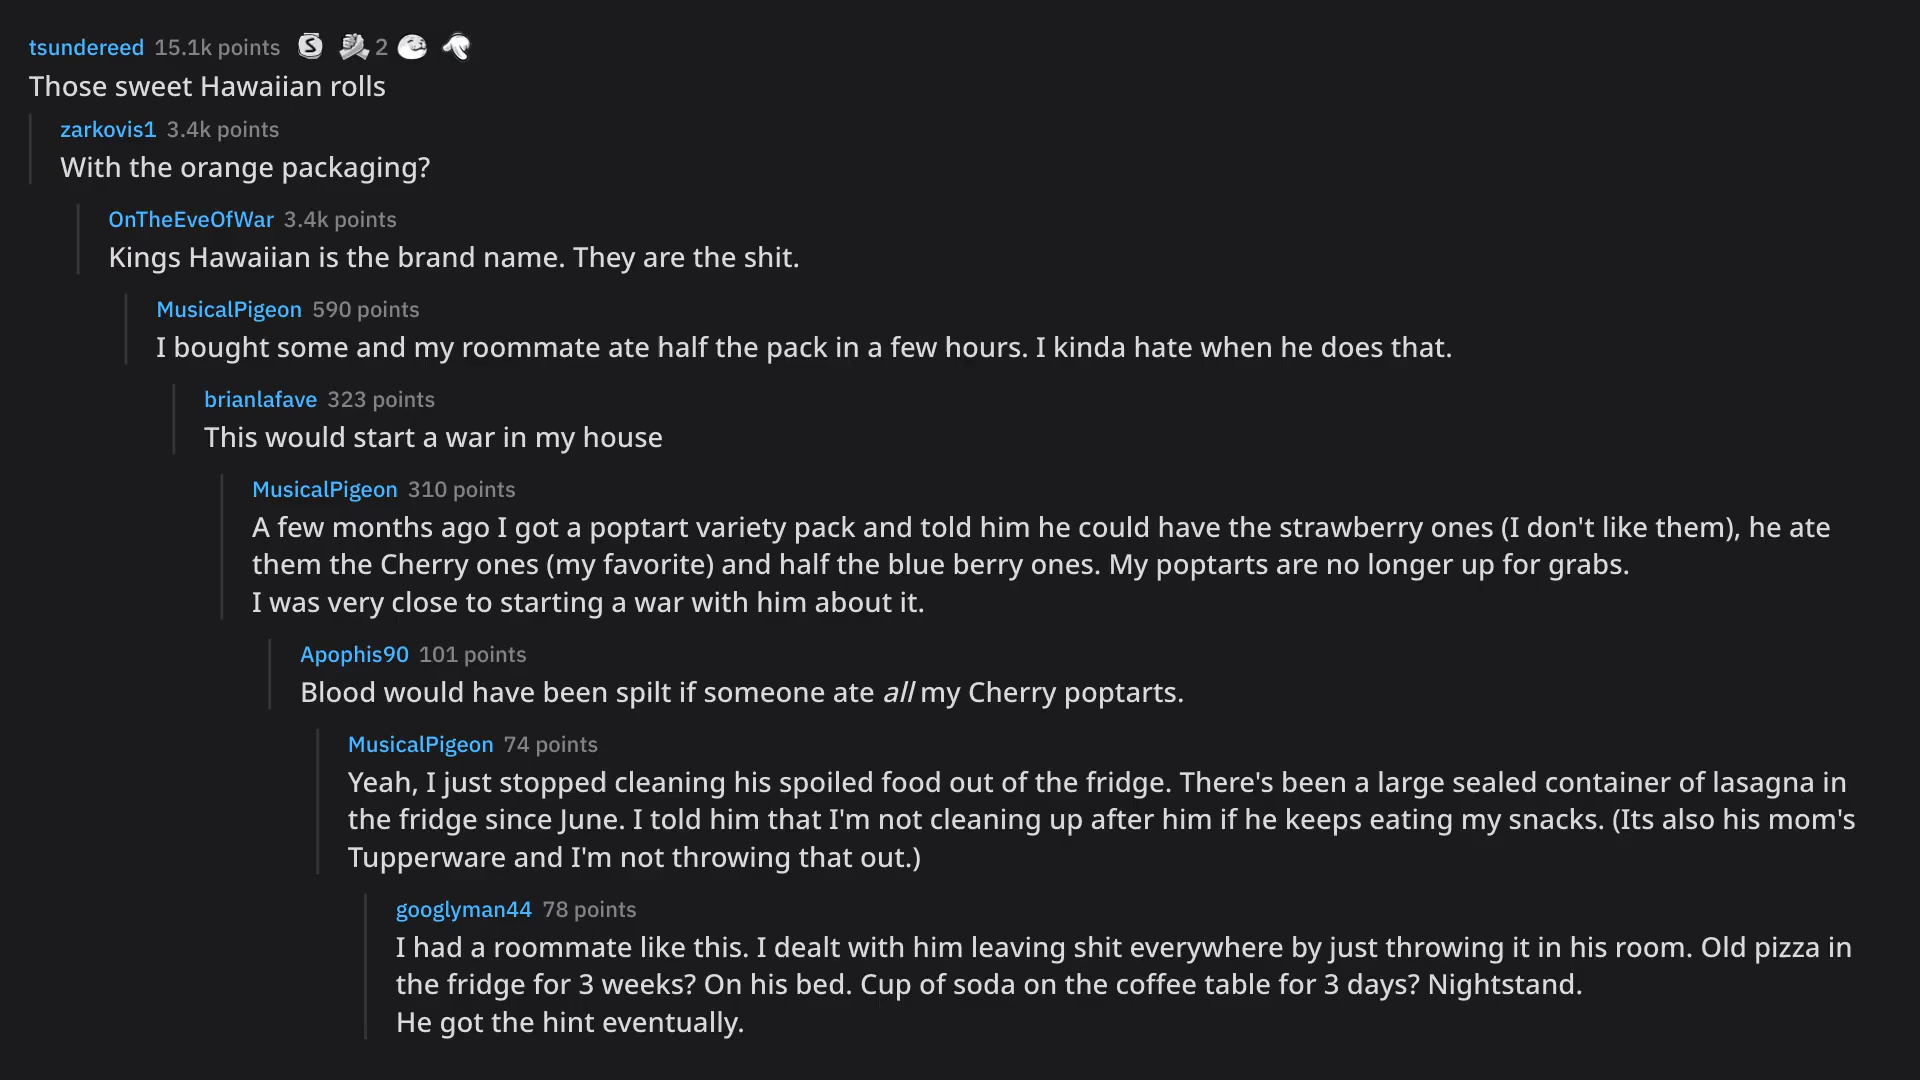 tsundereed 15.1k points 2
Those sweet Hawaiian rolls
zarkovis1 3.4k points
With the orange packaging?
OnTheEveOfWar 3.4k points
Kings Hawaiian is the brand name. They are the shit.
MusicalPigeon 590 points
I bought some and my roommate ate half the pack in a few hours. I kinda hate when he does that.
brianlafave 323 points
This would start a war in my house
MusicalPigeon 310 points
A few months ago I got a poptart variety pack and told him he could have the strawberry ones (I don't like them), he ate
them the Cherry ones (my favorite) and half the blue berry ones. My poptarts are no longer up for grabs.
I was very close to starting a war with him about it.
Apophis90 101 points
Blood would have been spilt if someone ate all my Cherry poptarts.
MusicalPigeon 74 points
Yeah, I just stopped cleaning his spoiled food out of the fridge. There's been a large sealed container of lasagna in
the fridge since June. I told him that I'm not cleaning up after him if he keeps eating my snacks. (Its also his mom's
Tupperware and I'm not throwing that out.)
googlyman44 78 points
I had a roommate like this. I dealt with him leaving shit everywhere by just throwing it in his room. Old pizza in
the fridge for 3 weeks? On his bed. Cup of soda on the coffee table for 3 days? Nightstand.
He got the hint eventually.